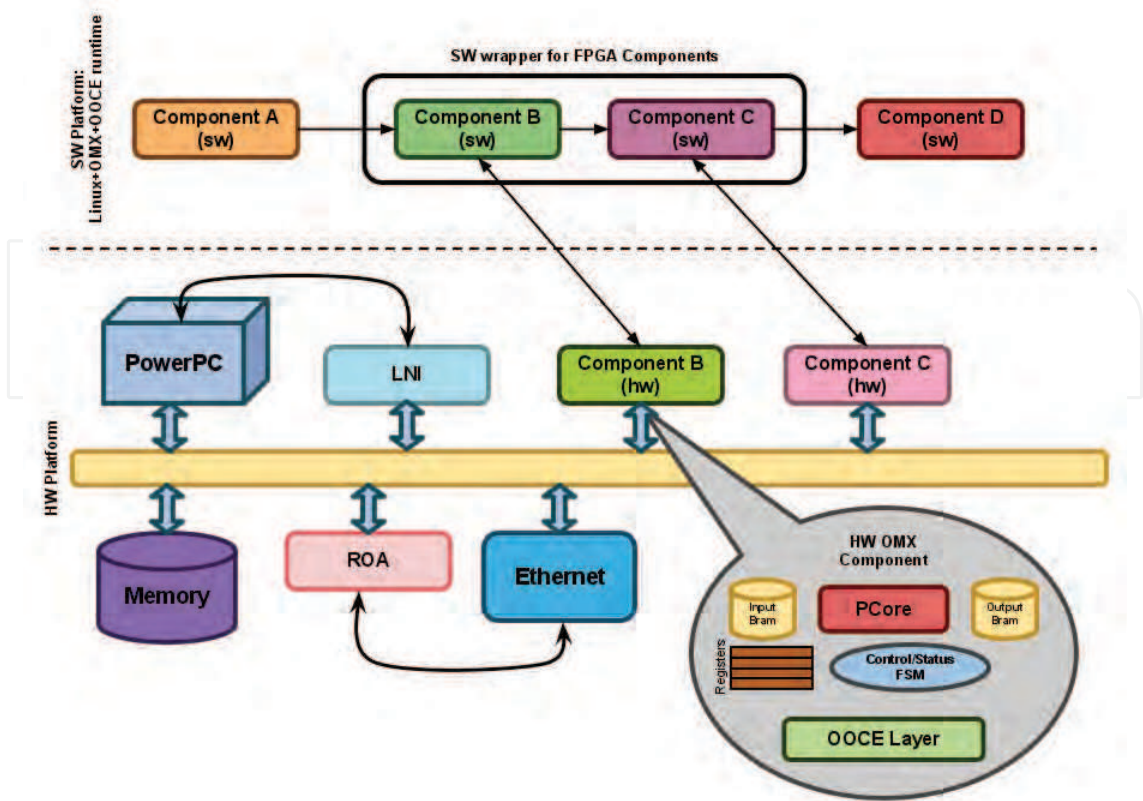 SW wrapper for FPGA Components
SW Platform:
Linux+OMX+OOCE runtime
Component A
(sw)
Component B
(sw)
Component C
(sw)
Component D
(sw)
PowerPC
LNI
Component B
(hw)
Component C
(hw)
HW Platform
Memory
ROA
Ethernet
HW OMX
Component
Input
Bram
PCore
Output
Bram
Registers
Control/Status
FSM
OOCE Layer